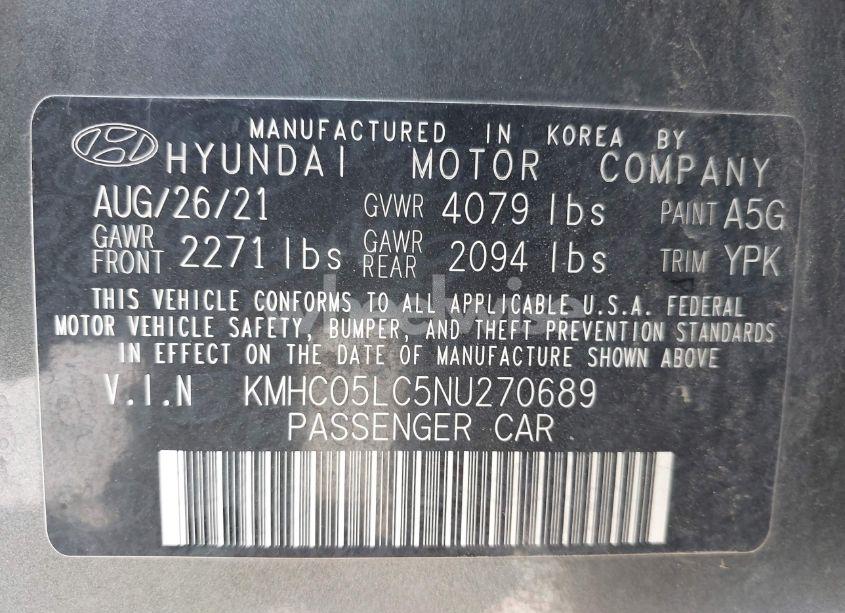 MANUFACTURED IN KOREA BY
HYUNDAI MOTOR COMPANY
AUG/26/21 GVWR 4079 lbs PAINT A5G
GAWR FRONT 2271 lbs GAWR REAR 2094 lbs TRIM YPK
THIS VEHICLE CONFORMS TO ALL APPLICABLE U.S.A. FEDERAL
MOTOR VEHICLE SAFETY, BUMPER, AND THEFT PREVENTION STANDARDS
IN EFFECT ON THE DATE OF MANUFACTURE SHOWN ABOVE
V.I.N KMHC05LC5NU270689
PASSENGER CAR